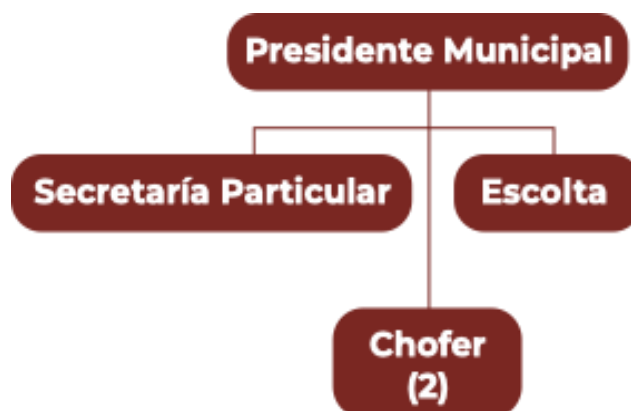 Presidente Municipal
Secretaría Particular
Escolta
Chofer
(2)